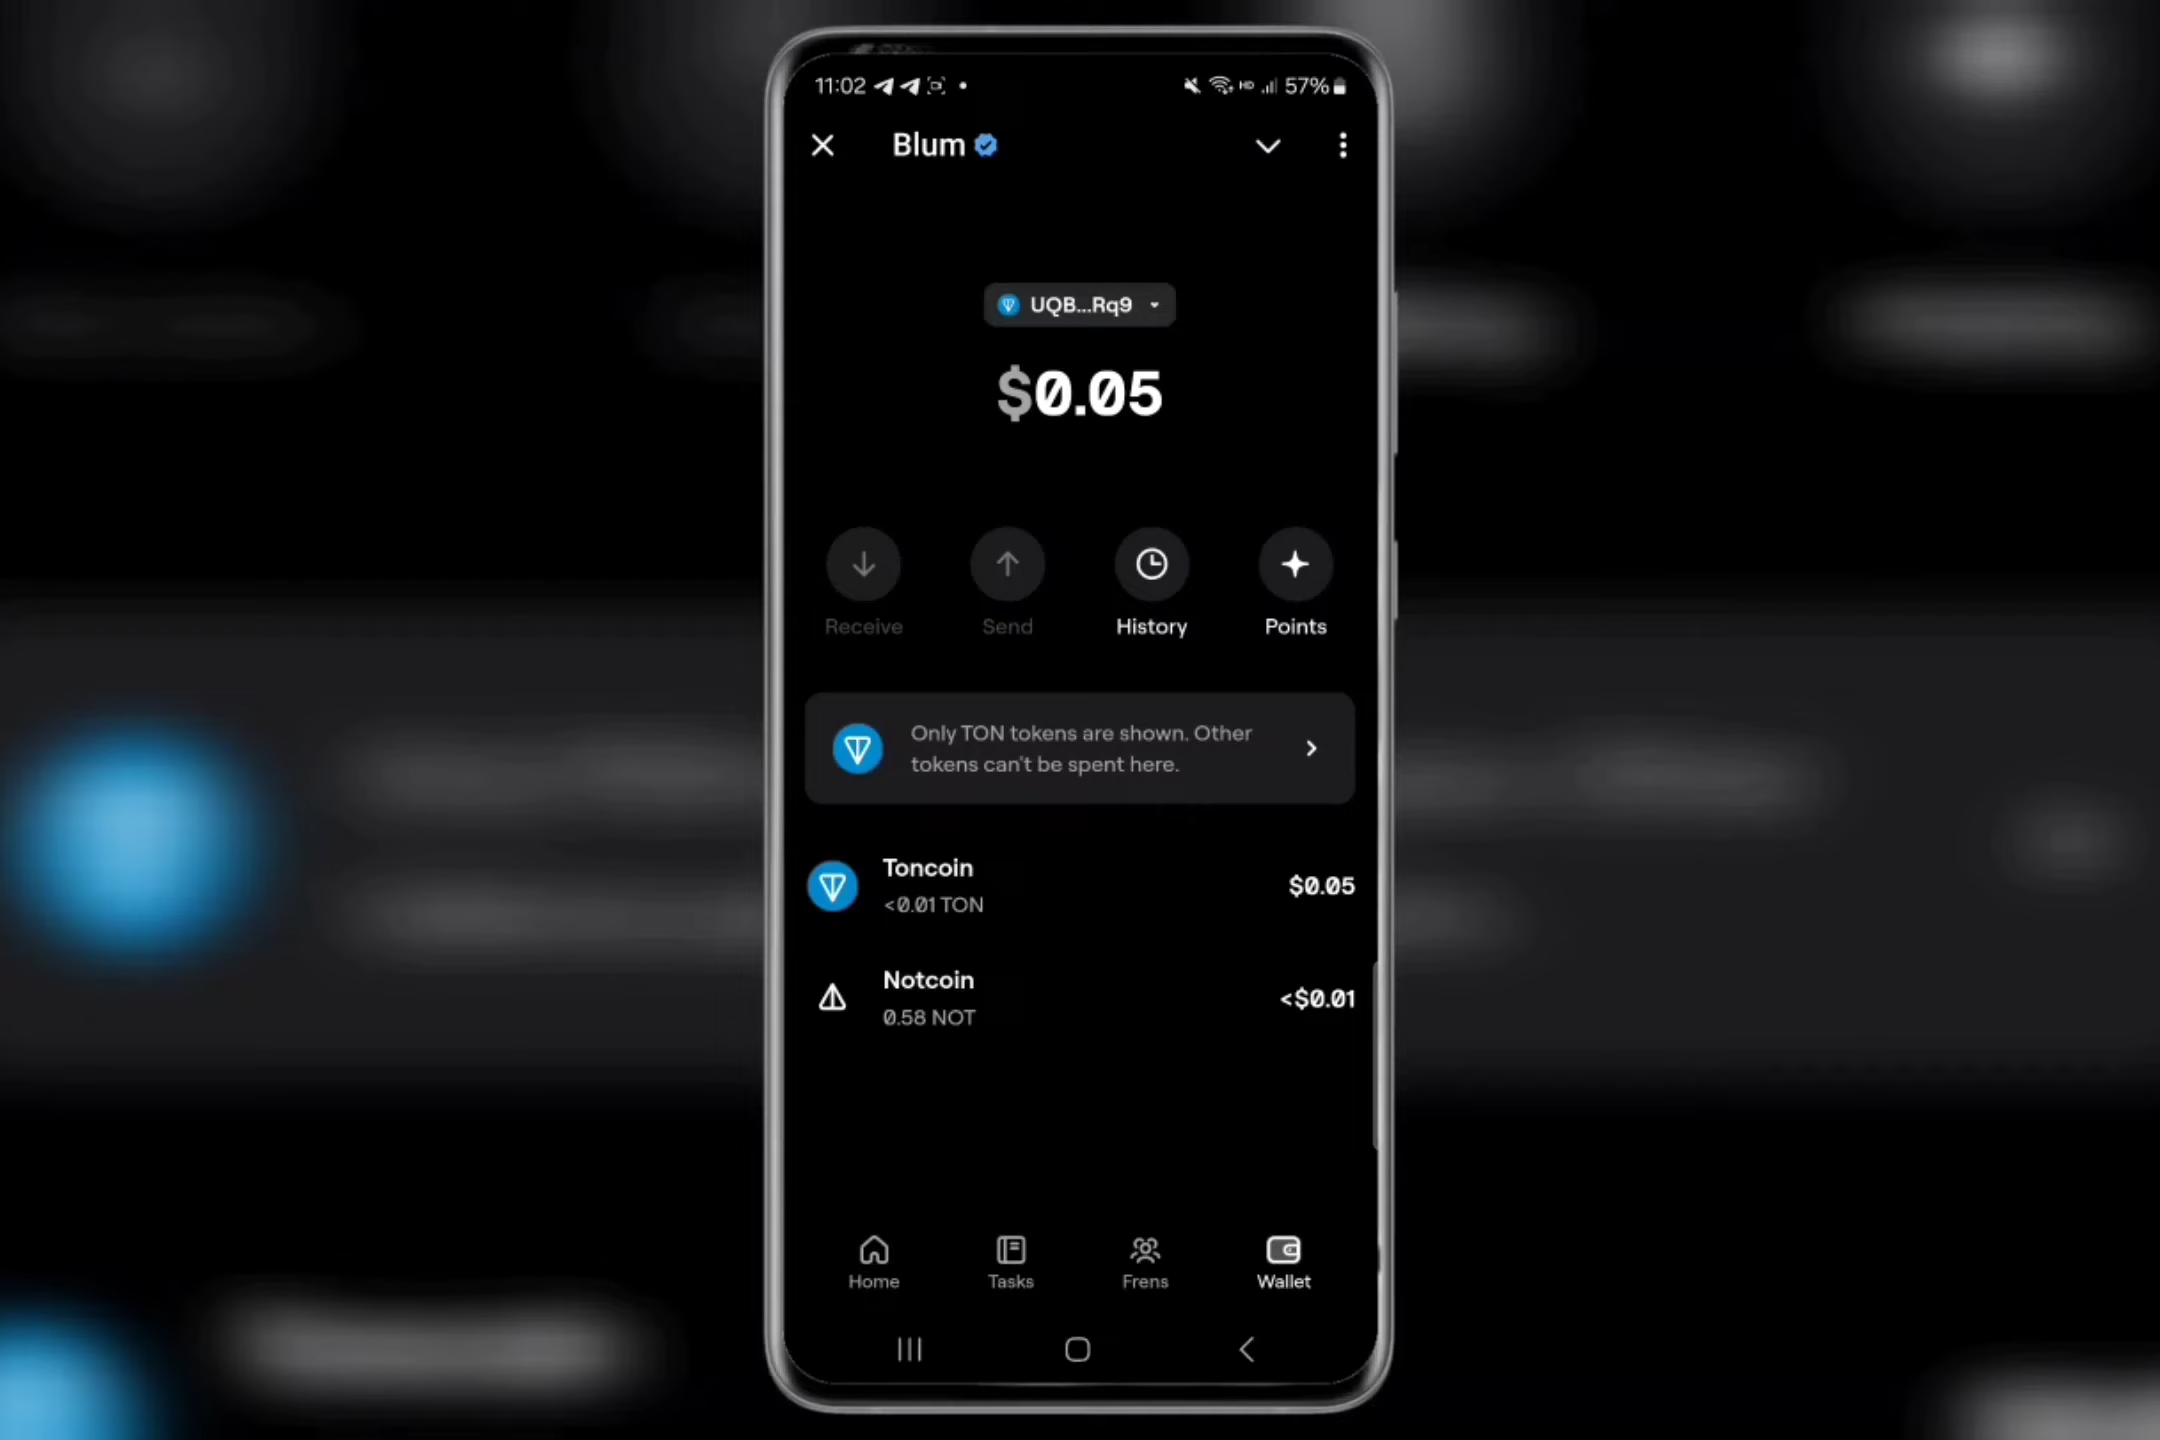 11:02
57%
Blum
UQB...Rq9
$0.05
Receive
Send
History
Points
Only TON tokens are shown. Other
tokens can't be spent here.
Toncoin
<0.01 TON
$0.05
Notcoin
0.58 NOT
<$0.01
Home
Tasks
Frens
Wallet